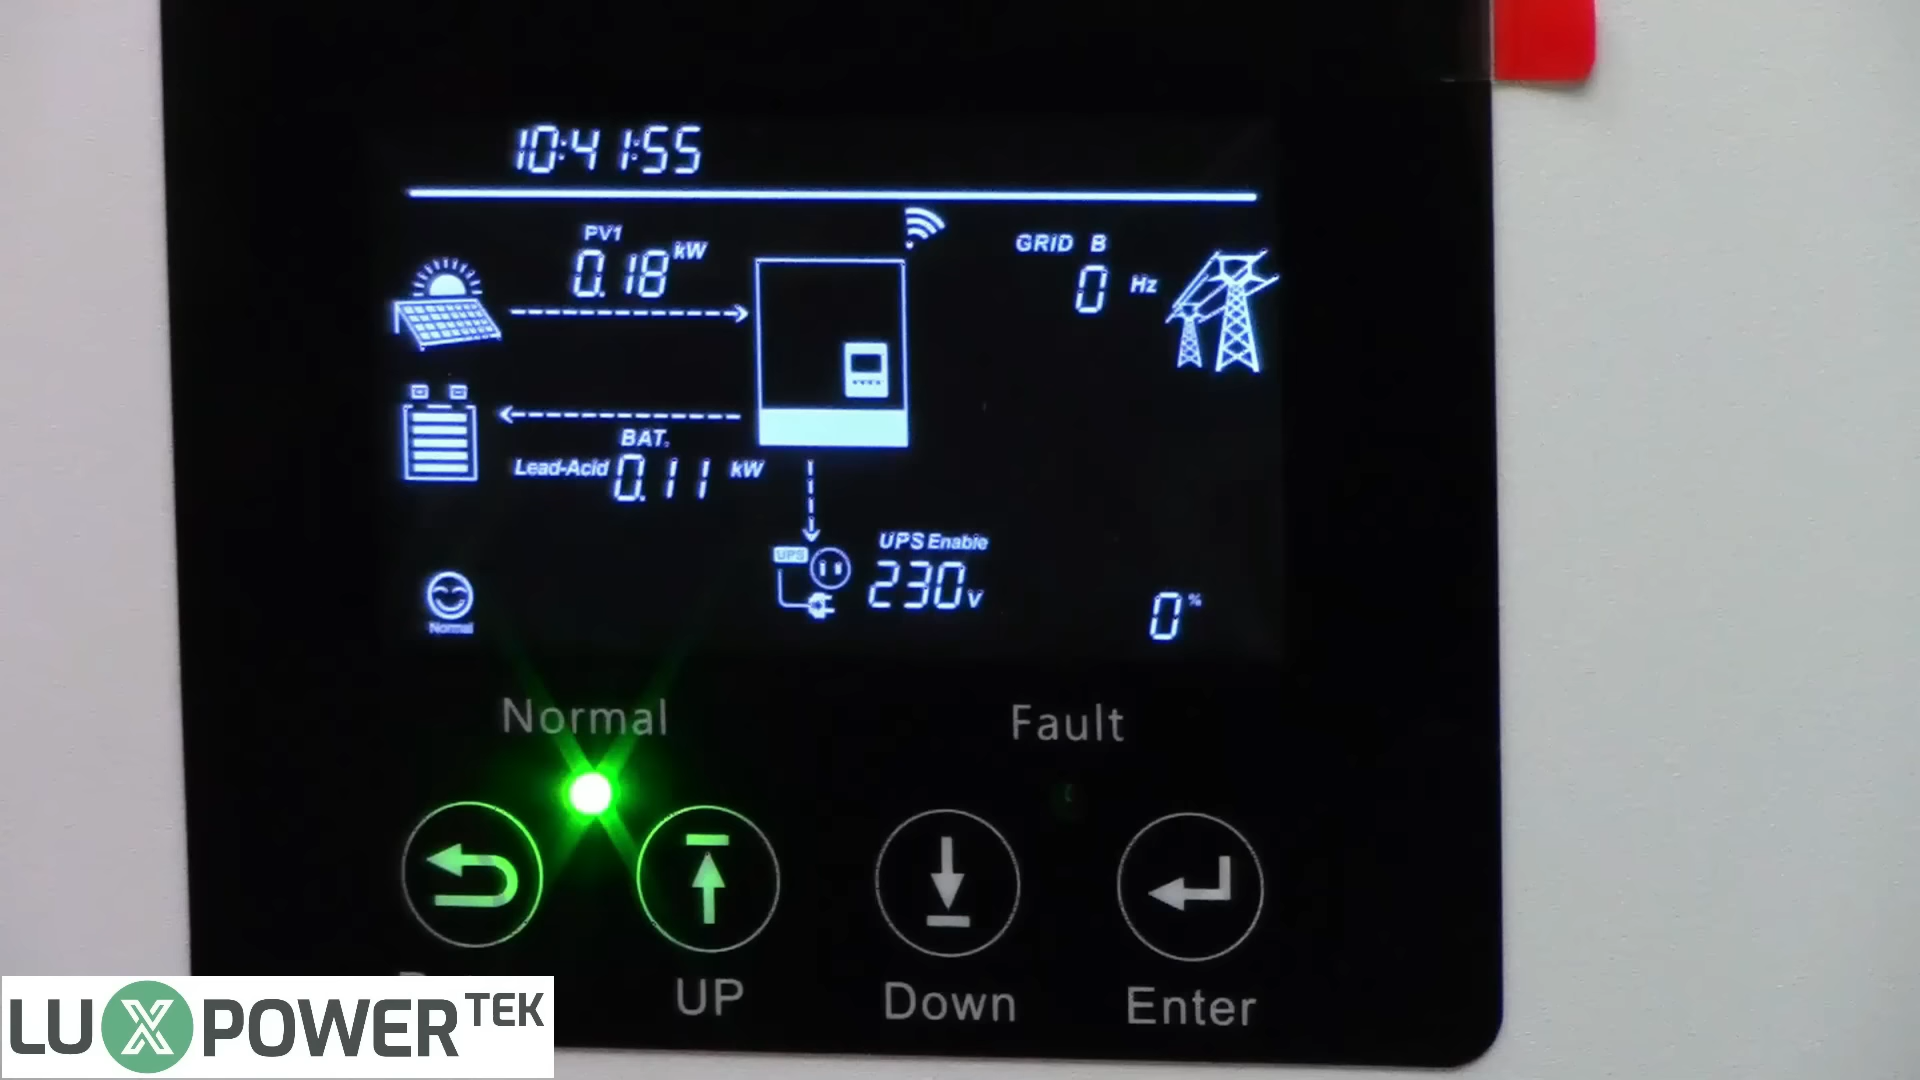 10:41:55
PV1
0.18 kW
GRID B
0 Hz
BAT.
Lead-Acid 0.11 kW
UPS Enable
UPS
230 v
0 %
Normal
Normal
Fault
UP
Down
Enter
LUXPOWERTEK